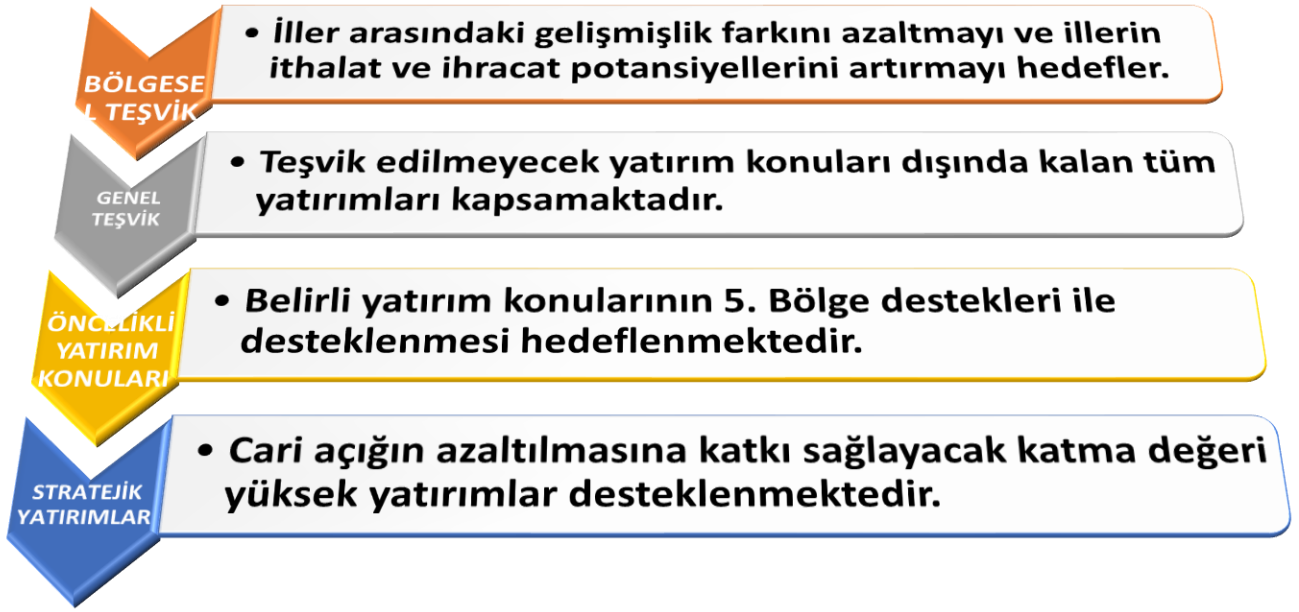 BÖLGESE
L TEŞVİK
• İller arasındaki gelişmişlik farkını azaltmayı ve illerin
ithalat ve ihracat potansiyellerini artırmayı hedefler.
GENEL
TEŞVİK
• Teşvik edilmeyecek yatırım konuları dışında kalan tüm
yatırımları kapsamaktadır.
ÖNCELİKLİ
YATIRIM
KONULARI
• Belirli yatırım konularının 5. Bölge destekleri ile
desteklenmesi hedeflenmektedir.
STRATEJİK
YATIRIMLAR
• Cari açığın azaltılmasına katkı sağlayacak katma değeri
yüksek yatırımlar desteklenmektedir.